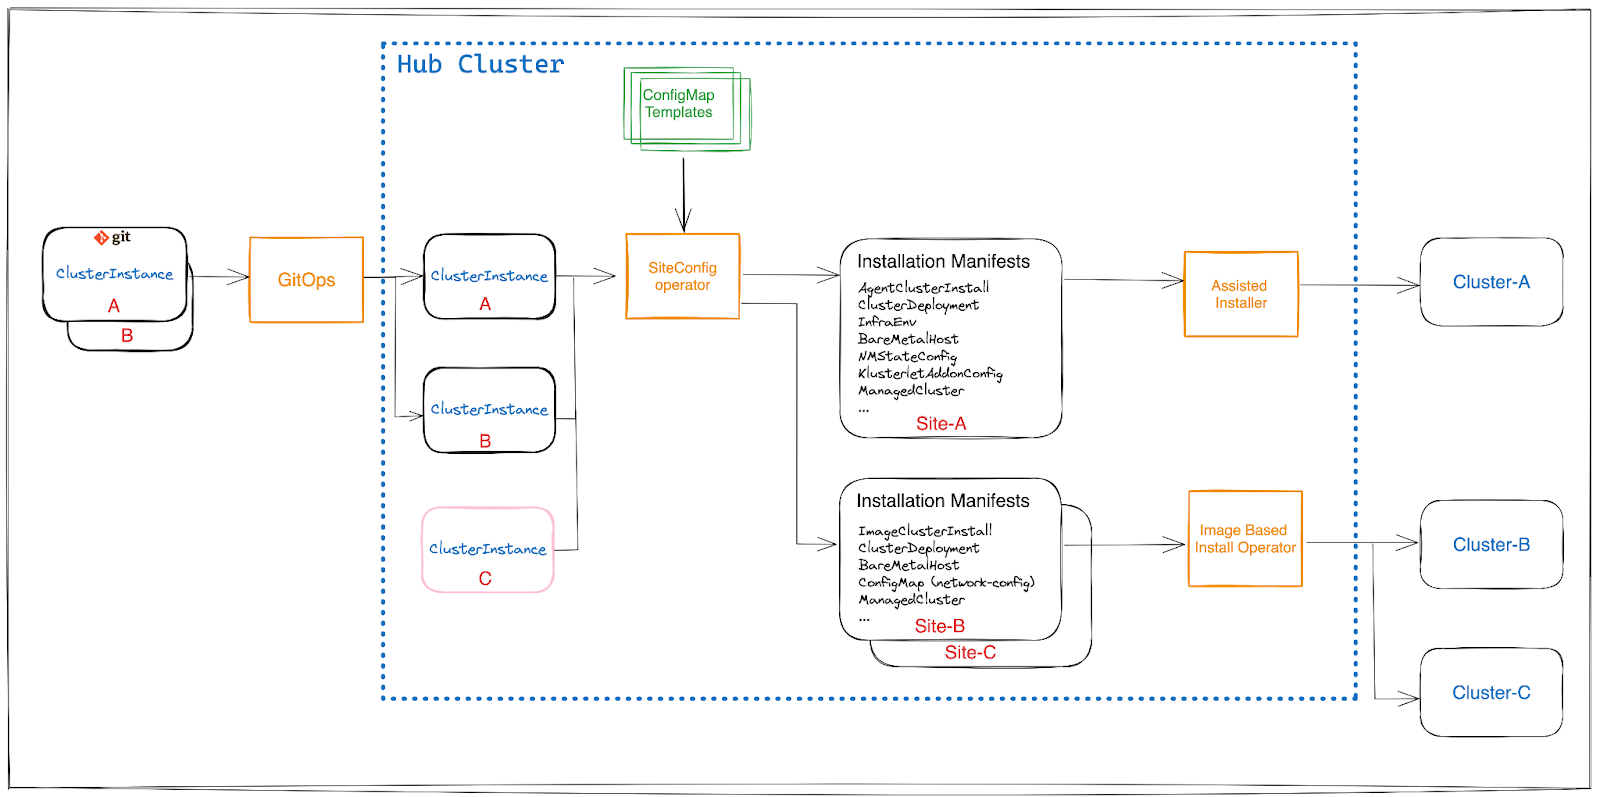 Hub Cluster
ConfigMap
Templates
git
ClusterInstance
A
B
GitOps
ClusterInstance
A
ClusterInstance
B
ClusterInstance
C
SiteConfig
operator
Installation Manifests
AgentClusterInstall
ClusterDeployment
InfraEnv
BareMetalHost
NMStateConfig
KlusterletAddonConfig
ManagedCluster
...
Site-A
Installation Manifests
ImageClusterInstall
ClusterDeployment
BareMetalHost
ConfigMap (network-config)
ManagedCluster
...
Site-B
Site-C
Assisted
Installer
Image Based
Install Operator
Cluster-A
Cluster-B
Cluster-C